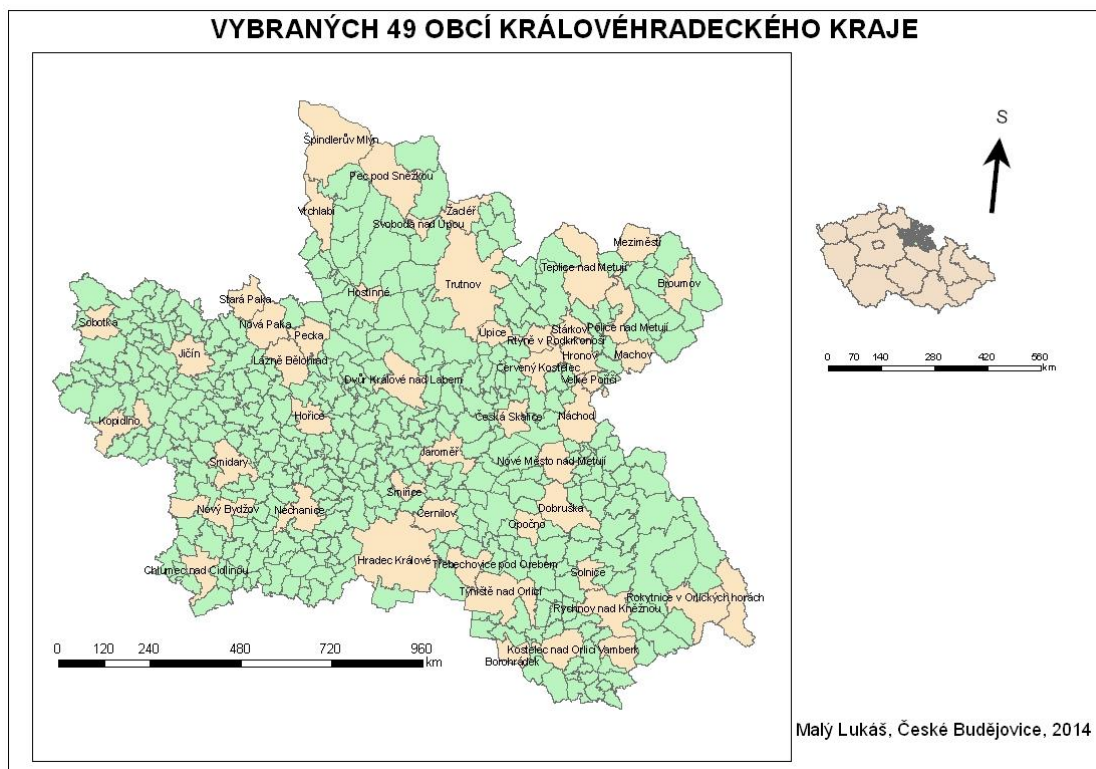 VYBRANÝCH 49 OBCÍ KRÁLOVÉHRADECKÉHO KRAJE
S
Špindlerův Mlýn
Pec pod Sněžkou
Vrchlabí
Žacléř
Svoboda nad Úpou
Meziměstí
Teplice nad Metují
Broumov
Trutnov
Hostinné
Stará Paka
Sobotka
Nová Paka
Pecka
Úpice
Stárkov
Police nad Metují
Rtyně v Podkrkonoší
Jičín
Lázně Bělohrad
Hronov
Machov
Červený Kostelec
Dvůr Králové nad Labem
Velké Poříčí
Hořice
Česká Skalice
Náchod
Kopidlno
Jaroměř
Smidary
Nové Město nad Metují
Smiřice
Nový Bydžov
Nechanice
Černilov
Dobruška
Opočno
Hradec Králové
Třebechovice pod Orebem
Chlumec nad Cidlinou
Solnice
Týniště nad Orlicí
Rokytnice v Orlických horách
Rychnov nad Kněžnou
Kostelec nad Orlicí
Vamberk
Borohrádek
0 120 240 480 720 960
km
0 70 140 280 420 560
km
Malý Lukáš, České Budějovice, 2014